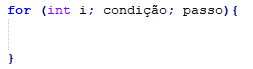 for (int i; condição; passo){
}